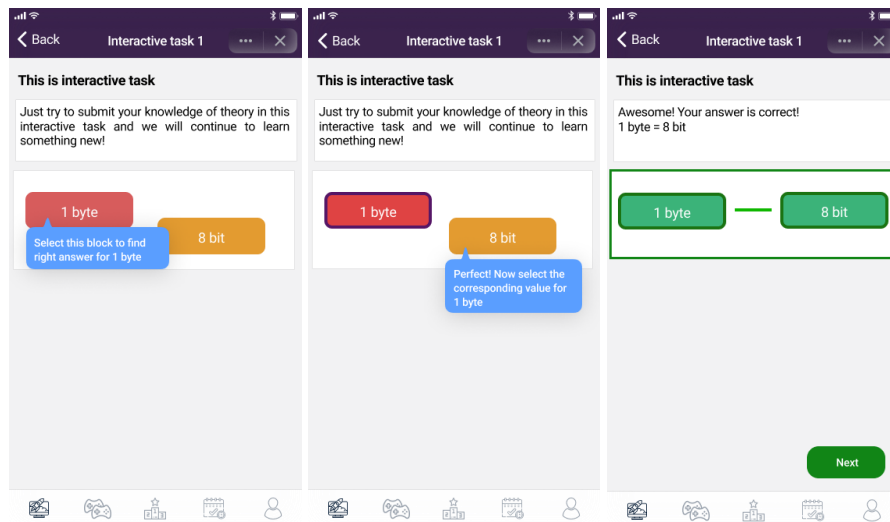 Back Interactive task 1
This is interactive task
Just try to submit your knowledge of theory in this
interactive task and we will continue to learn
something new!
1 byte
8 bit
Select this block to find
right answer for 1 byte
Back Interactive task 1
This is interactive task
Just try to submit your knowledge of theory in this
interactive task and we will continue to learn
something new!
1 byte
8 bit
Perfect! Now select the
corresponding value for
1 byte
Back Interactive task 1
This is interactive task
Awesome! Your answer is correct!
1 byte = 8 bit
1 byte
8 bit
Next